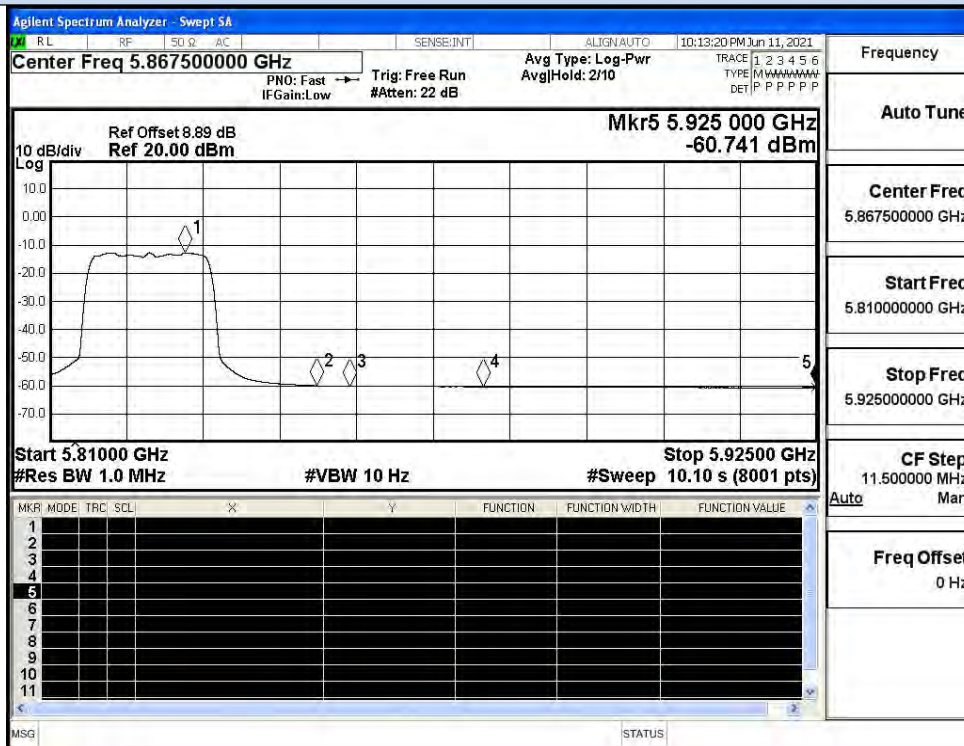 Agilent Spectrum Analyzer - Swept SA
LXI RL RF 50 Ω AC SENSE:INT ALIGN AUTO 10:13:20 PM Jun 11, 2021
Center Freq 5.867500000 GHz
PNO: Fast
IFGain:Low
Trig: Free Run
#Atten: 22 dB
Avg Type: Log-Pwr
Avg|Hold: 2/10
TRACE 1 2 3 4 5 6
TYPE M W W W W W
DET P P P P P P
Mkr5 5.925 000 GHz
-60.741 dBm
Ref Offset 8.89 dB
10 dB/div Ref 20.00 dBm
Log
10.0
0.00
-10.0
-20.0
-30.0
-40.0
-50.0
-60.0
-70.0
1
2
3
4
5
Start 5.81000 GHz Stop 5.92500 GHz
#Res BW 1.0 MHz #VBW 10 Hz #Sweep 10.10 s (8001 pts)
MKR MODE TRC SCL X Y FUNCTION FUNCTION WIDTH FUNCTION VALUE
1
2
3
4
5
6
7
8
9
10
11
MSG STATUS
Frequency
Auto Tune
Center Freq
5.867500000 GHz
Start Freq
5.810000000 GHz
Stop Freq
5.925000000 GHz
CF Step
11.500000 MHz
Auto Man
Freq Offset
0 Hz